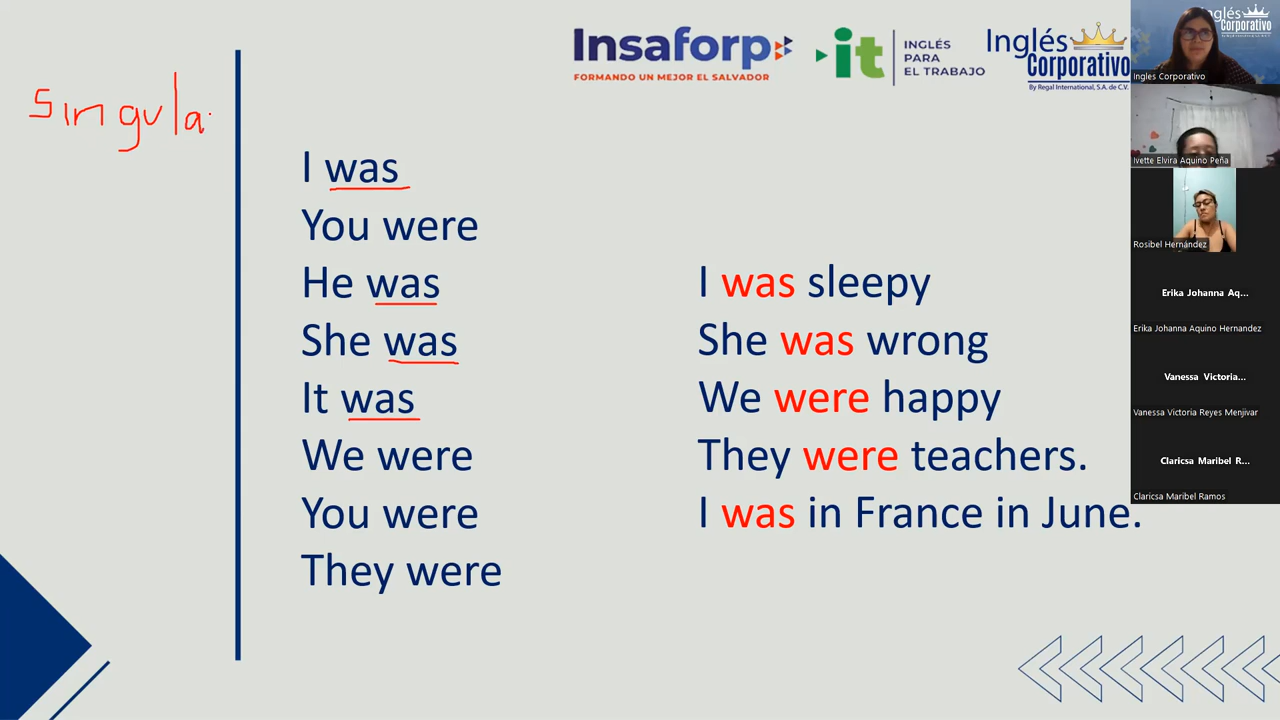 Insaforp
FORMANDO UN MEJOR EL SALVADOR
it
INGLÉS
PARA
EL TRABAJO
Inglés
Corporativo
By Regal International, S.A. de C.V.
singula
I was
You were
He was
She was
It was
We were
You were
They were
I was sleepy
She was wrong
We were happy
They were teachers.
I was in France in June.
Inglés
Corporativo
Ingles Corporativo
Ivette Elvira Aquino Peña
Rosibel Hernández
Erika Johanna Aq...
Erika Johanna Aquino Hernandez
Vanessa Victoria...
Vanessa Victoria Reyes Menjivar
Claricsa Maribel R...
Claricsa Maribel Ramos